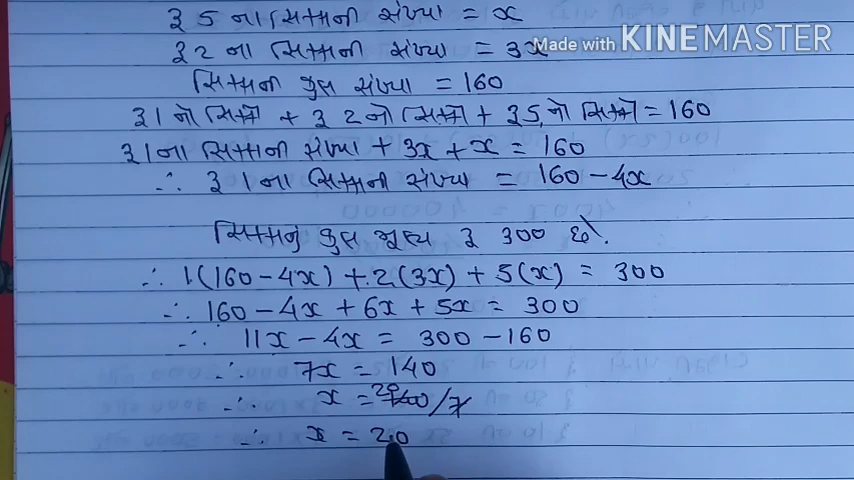 રૂ 5 ના સિક્કાની સંખ્યા = x
રૂ 2 ના સિક્કાની સંખ્યા = 3x
Made with KINEMASTER
સિક્કાની કુલ સંખ્યા = 160
રૂ 1 નો સિક્કો + રૂ 2 નો સિક્કો + રૂ 5 નો સિક્કો = 160
રૂ 1 ના સિક્કાની સંખ્યા + 3x + x = 160
∴ રૂ 1 ના સિક્કાની સંખ્યા = 160 - 4x
સિક્કાનું કુલ મૂલ્ય રૂ 300 છે.
∴ 1(160 - 4x) + 2(3x) + 5(x) = 300
∴ 160 - 4x + 6x + 5x = 300
∴ 11x - 4x = 300 - 160
∴ 7x = 140
∴ x = 140/7 20
∴ x = 20